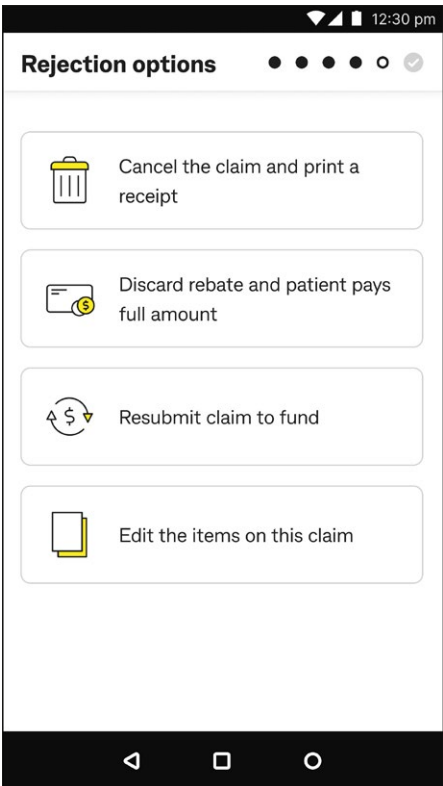 12:30 pm
Rejection options
Cancel the claim and print a
receipt
Discard rebate and patient pays
full amount
Resubmit claim to fund
Edit the items on this claim